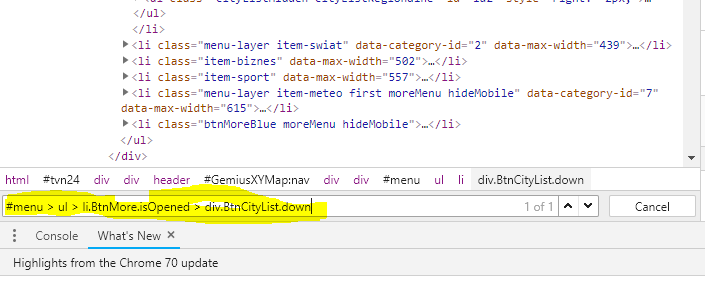 </ul>
</li>
▶<li class="menu-layer item-swiat" data-category-id="2" data-max-width="439">…</li>
▶<li class="item-biznes" data-max-width="502">…</li>
▶<li class="item-sport" data-max-width="557">…</li>
▶<li class="menu-layer item-meteo first moreMenu hideMobile" data-category-id="7"
data-max-width="615">…</li>
▶<li class="btnMoreBlue moreMenu hideMobile">…</li>
</ul>
</div>
html #tvn24 div div header #GemiusXYMap:nav div div #menu ul li div.BtnCityList.down
#menu > ul > li.BtnMore.isOpened > div.BtnCityList.down 1 of 1 Cancel
Console What's New ×
Highlights from the Chrome 70 update